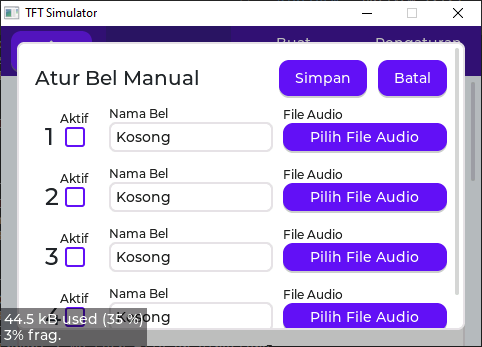 TFT Simulator
Buat
Pengaturan
Atur Bel Manual
Simpan
Batal
Aktif
Nama Bel
File Audio
1
Kosong
Pilih File Audio
Aktif
Nama Bel
File Audio
2
Kosong
Pilih File Audio
Aktif
Nama Bel
File Audio
3
Kosong
Pilih File Audio
Aktif
Nama Bel
File Audio
4
Kosong
Pilih File Audio
44.5 kB used (35 %)
3% frag.